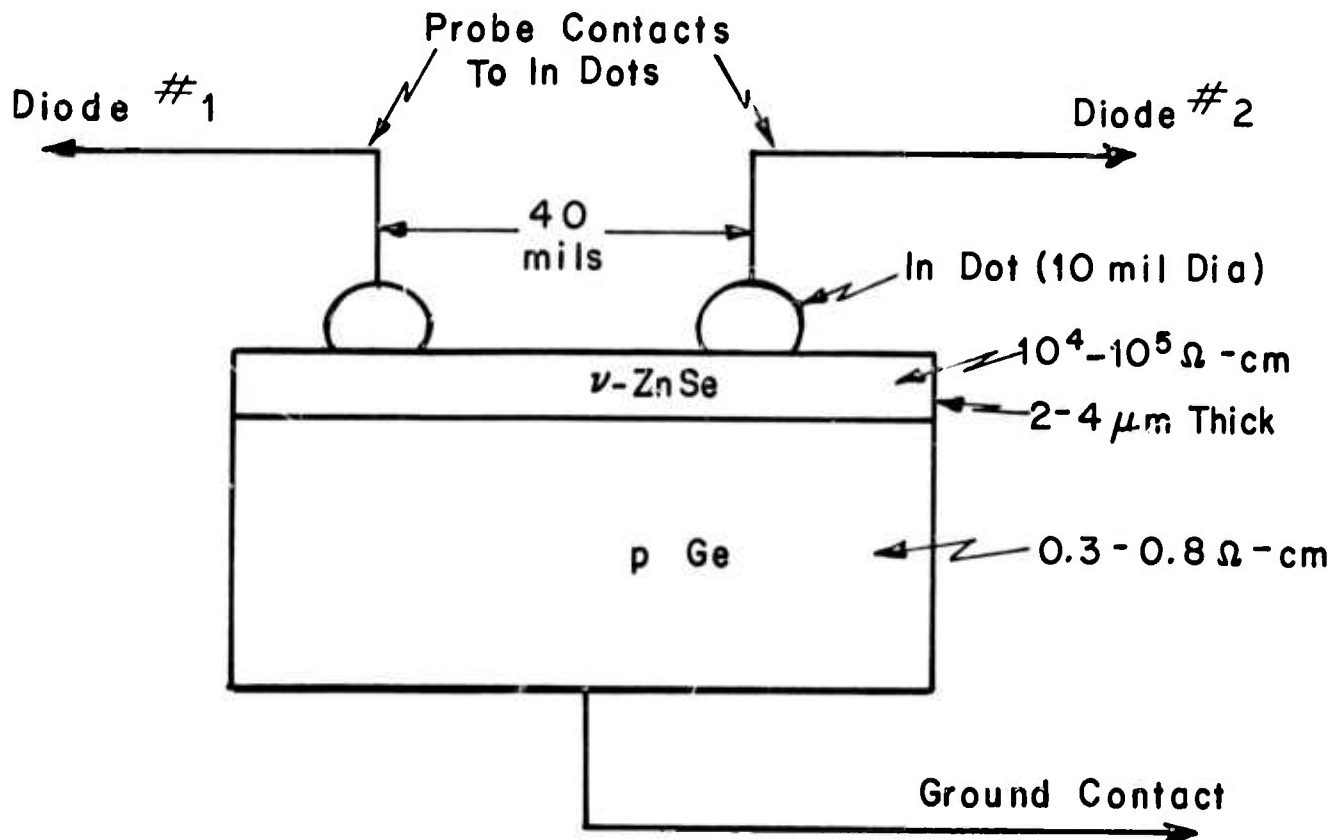 Probe Contacts
To In Dots
Diode #1
Diode #2
40
mils
In Dot (10 mil Dia)
10⁴-10⁵ Ω-cm
ν-ZnSe
2-4 μm Thick
p Ge
0.3-0.8 Ω-cm
Ground Contact